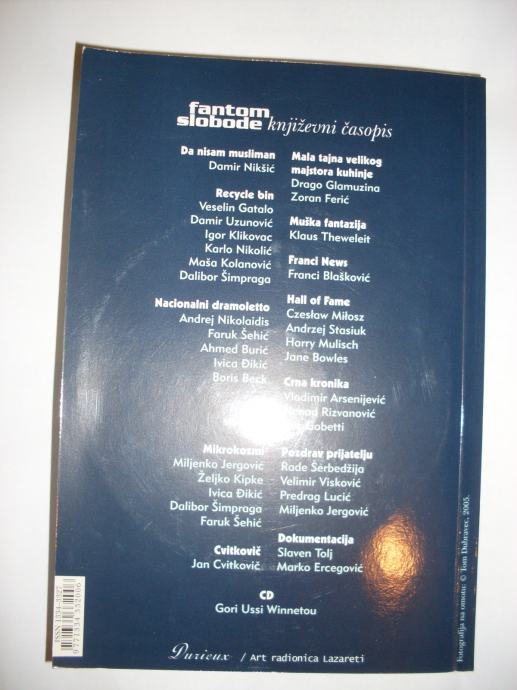 fantom
slobode književni časopis
Da nisam musliman
Damir Nikšić
Recycle bin
Veselin Gatalo
Damir Uzunović
Igor Klikovac
Karlo Nikolić
Maša Kolanović
Dalibor Šimpraga
Nacionalni dramoletto
Andrej Nikolaidis
Faruk Šehić
Ahmed Burić
Ivica Đikić
Boris Beck
Mikrokozmi
Miljenko Jergović
Željko Kipke
Ivica Đikić
Dalibor Šimpraga
Faruk Šehić
Cvitkovič
Jan Cvitkovič
Mala tajna velikog
majstora kuhinje
Drago Glamuzina
Zoran Ferić
Muška fantazija
Klaus Theweleit
Franci News
Franci Blašković
Hall of Fame
Czesław Miłosz
Andrzej Stasiuk
Harry Mulisch
Jane Bowles
Crna kronika
Vladimir Arsenijević
Nenad Rizvanović
Gobetti
Pozdrav prijatelju
Rade Šerbedžija
Velimir Visković
Predrag Lucić
Miljenko Jergović
Dokumentacija
Slaven Tolj
Marko Ercegović
CD
Gori Ussi Winnetou
Durieux / Art radionica Lazareti
Fotografija na omotu: © Tom Dubravec, 2005.